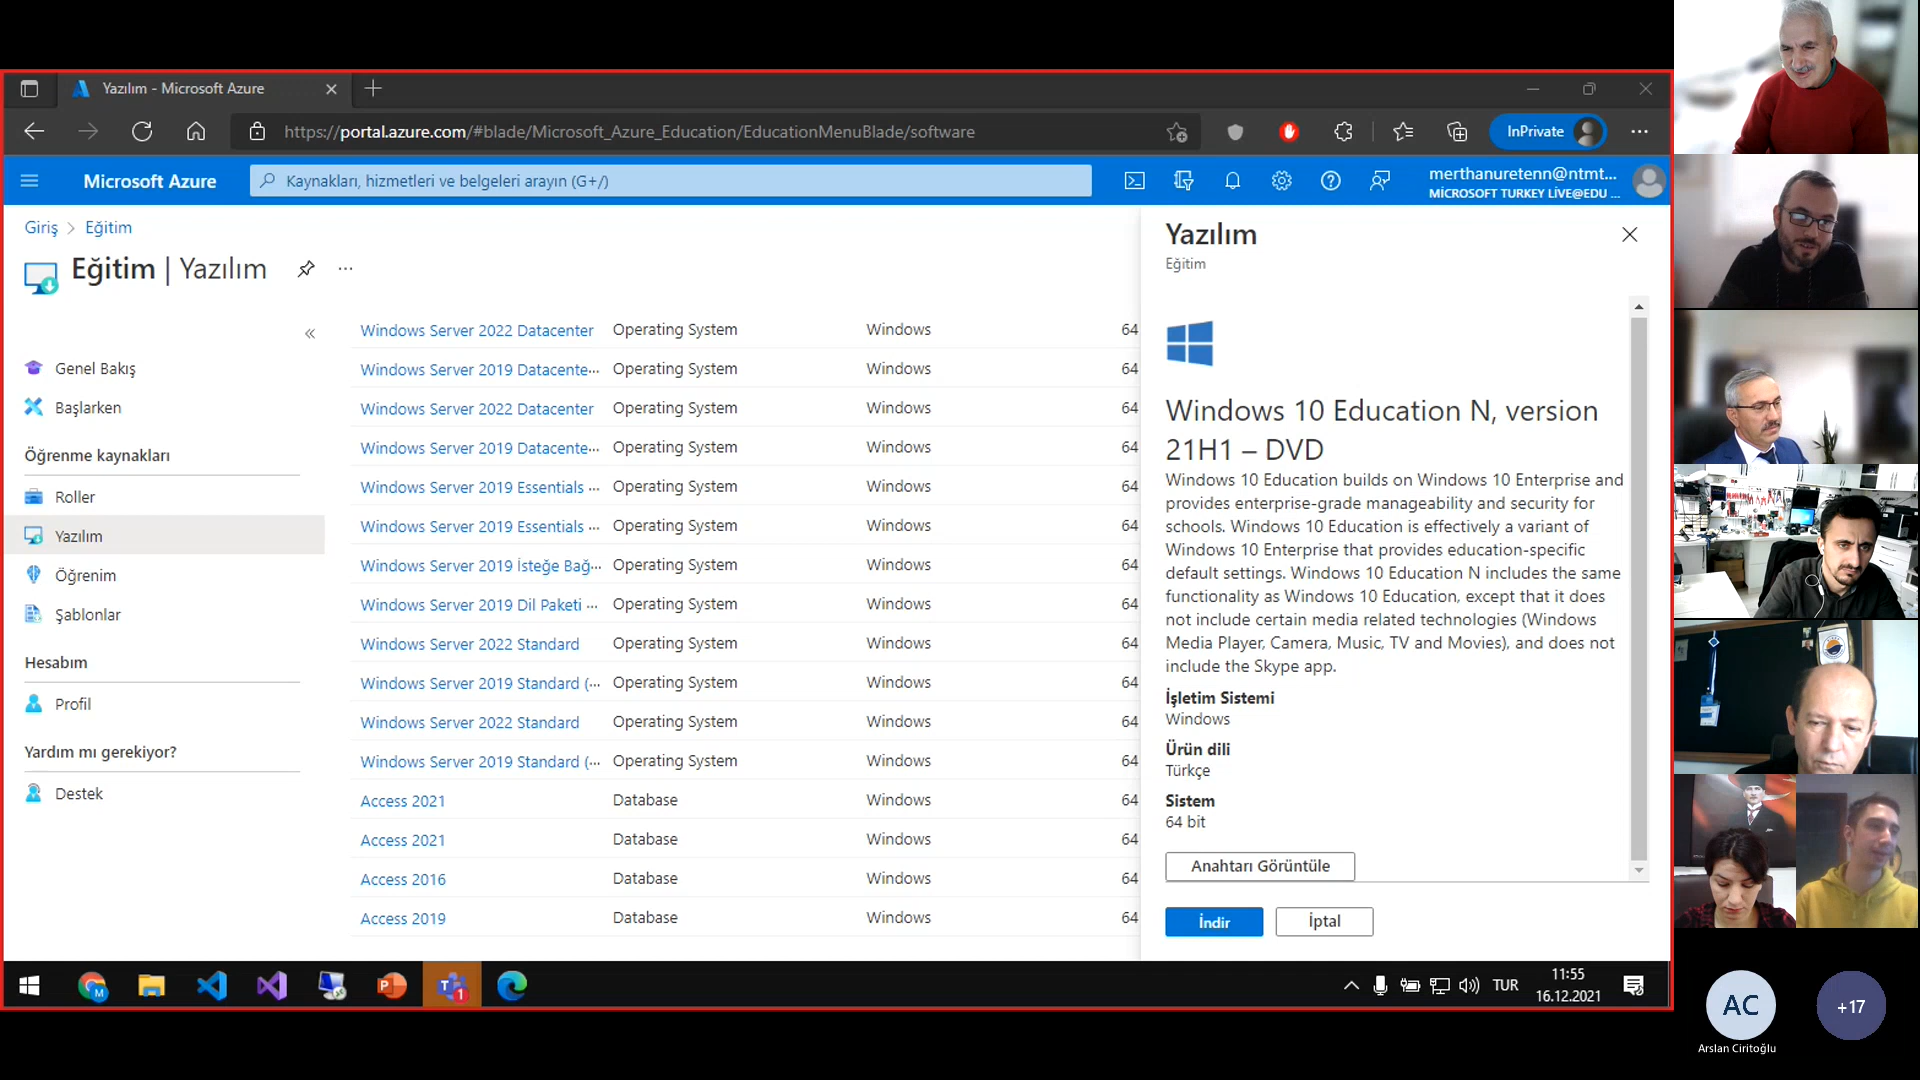 Yazılım - Microsoft Azure
https://portal.azure.com/#blade/Microsoft_Azure_Education/EducationMenuBlade/software
InPrivate
Microsoft Azure
Kaynakları, hizmetleri ve belgeleri arayın (G+/)
merthanuretenn@ntmt...
MİCROSOFT TURKEY LİVE@EDU ...
Giriş > Eğitim
Eğitim | Yazılım
Genel Bakış
Başlarken
Öğrenme kaynakları
Roller
Yazılım
Öğrenim
Şablonlar
Hesabım
Profil
Yardım mı gerekiyor?
Destek
Windows Server 2022 Datacenter Operating System Windows 64
Windows Server 2019 Datacente... Operating System Windows 64
Windows Server 2022 Datacenter Operating System Windows 64
Windows Server 2019 Datacente... Operating System Windows 64
Windows Server 2019 Essentials ... Operating System Windows 64
Windows Server 2019 Essentials ... Operating System Windows 64
Windows Server 2019 İsteğe Bağ... Operating System Windows 64
Windows Server 2019 Dil Paketi ... Operating System Windows 64
Windows Server 2022 Standard Operating System Windows 64
Windows Server 2019 Standard (... Operating System Windows 64
Windows Server 2022 Standard Operating System Windows 64
Windows Server 2019 Standard (... Operating System Windows 64
Access 2021 Database Windows 64
Access 2021 Database Windows 64
Access 2016 Database Windows 64
Access 2019 Database Windows 64
Yazılım
Eğitim
Windows 10 Education N, version
21H1 – DVD
Windows 10 Education builds on Windows 10 Enterprise and
provides enterprise-grade manageability and security for
schools. Windows 10 Education is effectively a variant of
Windows 10 Enterprise that provides education-specific
default settings. Windows 10 Education N includes the same
functionality as Windows 10 Education, except that it does
not include certain media related technologies (Windows
Media Player, Camera, Music, TV and Movies), and does not
include the Skype app.
İşletim Sistemi
Windows
Ürün dili
Türkçe
Sistem
64 bit
Anahtarı Görüntüle
İndir
İptal
TUR
11:55
16.12.2021
AC
Arslan Ciritoğlu
+17